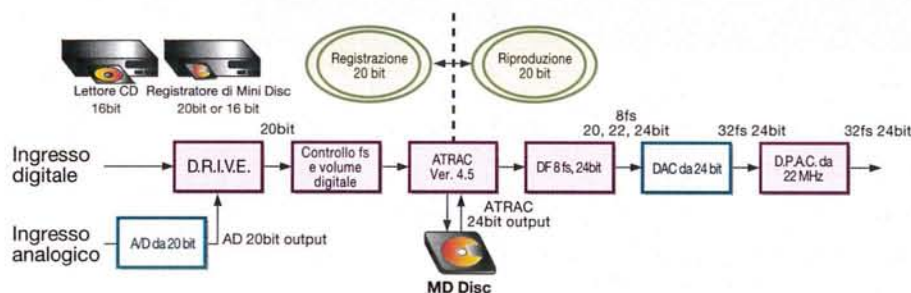 Registrazione
20 bit
Riproduzione
20 bit
Lettore CD
16bit
Registratore di Mini Disc
20bit or 16 bit
8fs
20bit
20, 22, 24bit
32fs 24bit
32fs 24bit
Ingresso
digitale
D.R.I.V.E.
Controllo fs
e volume
digitale
ATRAC
Ver. 4.5
DF 8 fs, 24bit
DAC da 24 bit
D.P.A.C. da
22 MHz
Ingresso
analogico
A/D da 20 bit
AD 20bit output
ATRAC
24bit output
MD Disc